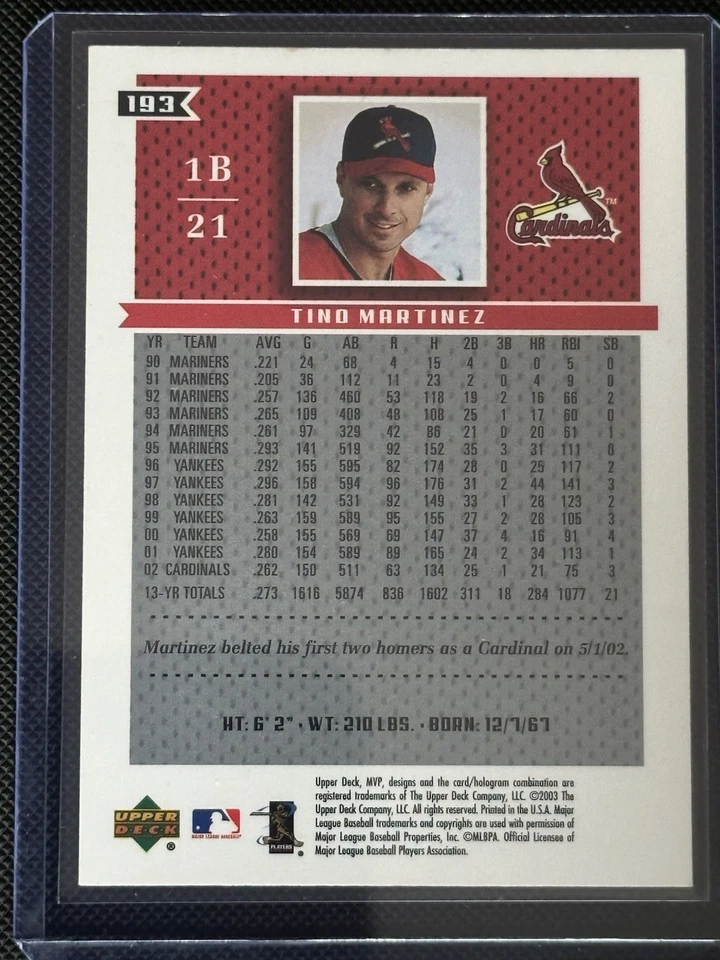 193
1B
21
Cardinals TM
TINO MARTINEZ
YR TEAM AVG G AB R H 2B 3B HR RBI SB
90 MARINERS .221 24 68 4 15 4 0 0 5 0
91 MARINERS .205 36 112 11 23 2 0 4 9 0
92 MARINERS .257 136 460 53 118 19 2 16 66 2
93 MARINERS .265 109 408 48 108 25 1 17 60 0
94 MARINERS .261 97 329 42 86 21 0 20 61 1
95 MARINERS .293 141 519 92 152 35 3 31 111 0
96 YANKEES .292 155 595 82 174 28 0 25 117 2
97 YANKEES .296 158 594 96 176 31 2 44 141 3
98 YANKEES .281 142 531 92 149 33 1 28 123 2
99 YANKEES .263 159 589 95 155 27 2 28 105 3
00 YANKEES .258 155 569 69 147 37 4 16 91 4
01 YANKEES .280 154 589 89 165 24 2 34 113 1
02 CARDINALS .262 150 511 63 134 25 1 21 75 3
13-YR TOTALS .273 1616 5874 836 1602 311 18 284 1077 21
Martinez belted his first two homers as a Cardinal on 5/1/02.
HT: 6' 2" · WT: 210 LBS. · BORN: 12/7/67
Upper Deck, MVP, designs and the card/hologram combination are
registered trademarks of The Upper Deck Company, LLC. ©2003 The
Upper Deck Company, LLC. All rights reserved. Printed in the U.S.A. Major
League Baseball trademarks and copyrights are used with permission of
Major League Baseball Properties, Inc. ©MLBPA. Official Licensee of
Major League Baseball Players Association.
UPPER
DECK ®
MAJOR LEAGUE BASEBALL
PLAYERS ®